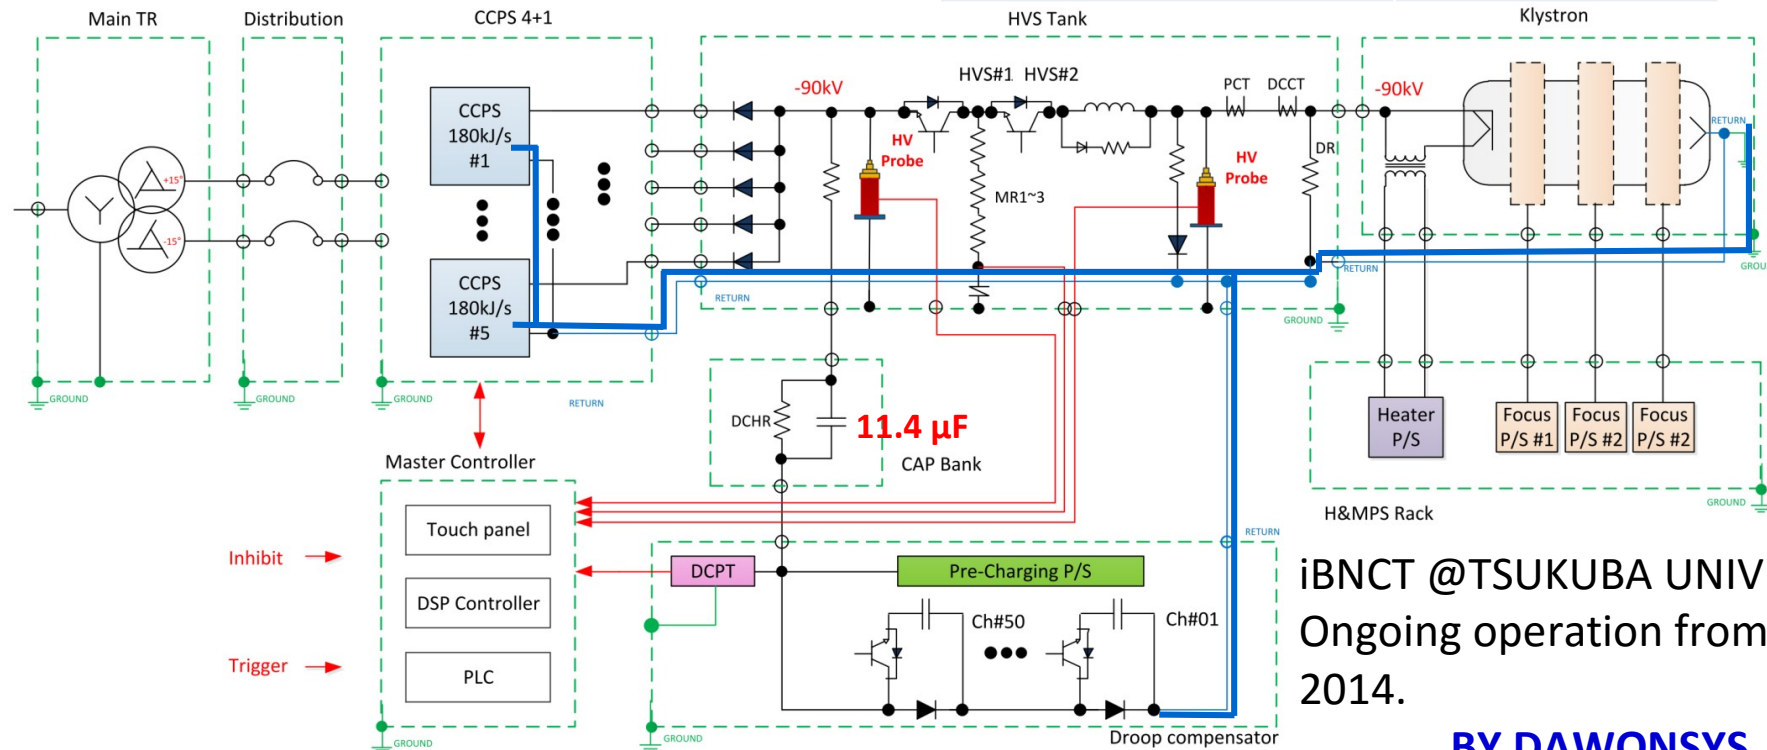 Main TR
Distribution
CCPS 4+1
HVS Tank
Klystron
CCPS
180kJ/s
#1
CCPS
180kJ/s
#5
+15°
-15°
-90kV
HVS#1 HVS#2
PCT
DCCT
-90kV
HV
Probe
HV
Probe
MR1~3
DR
RETURN
RETURN
RETURN
GROUND
GROUND
GROUND
GROUND
GROUND
RETURN
DCHR
11.4 µF
CAP Bank
Heater
P/S
Focus
P/S #1
Focus
P/S #2
Focus
P/S #2
GROUND
H&MPS Rack
Master Controller
Touch panel
DSP Controller
PLC
Inhibit
Trigger
GROUND
DCPT
Pre-Charging P/S
RETURN
Ch#50
Ch#01
GROUND
Droop compensator
iBNCT @TSUKUBA UNIV
Ongoing operation from
2014.
BY DAWONSYS